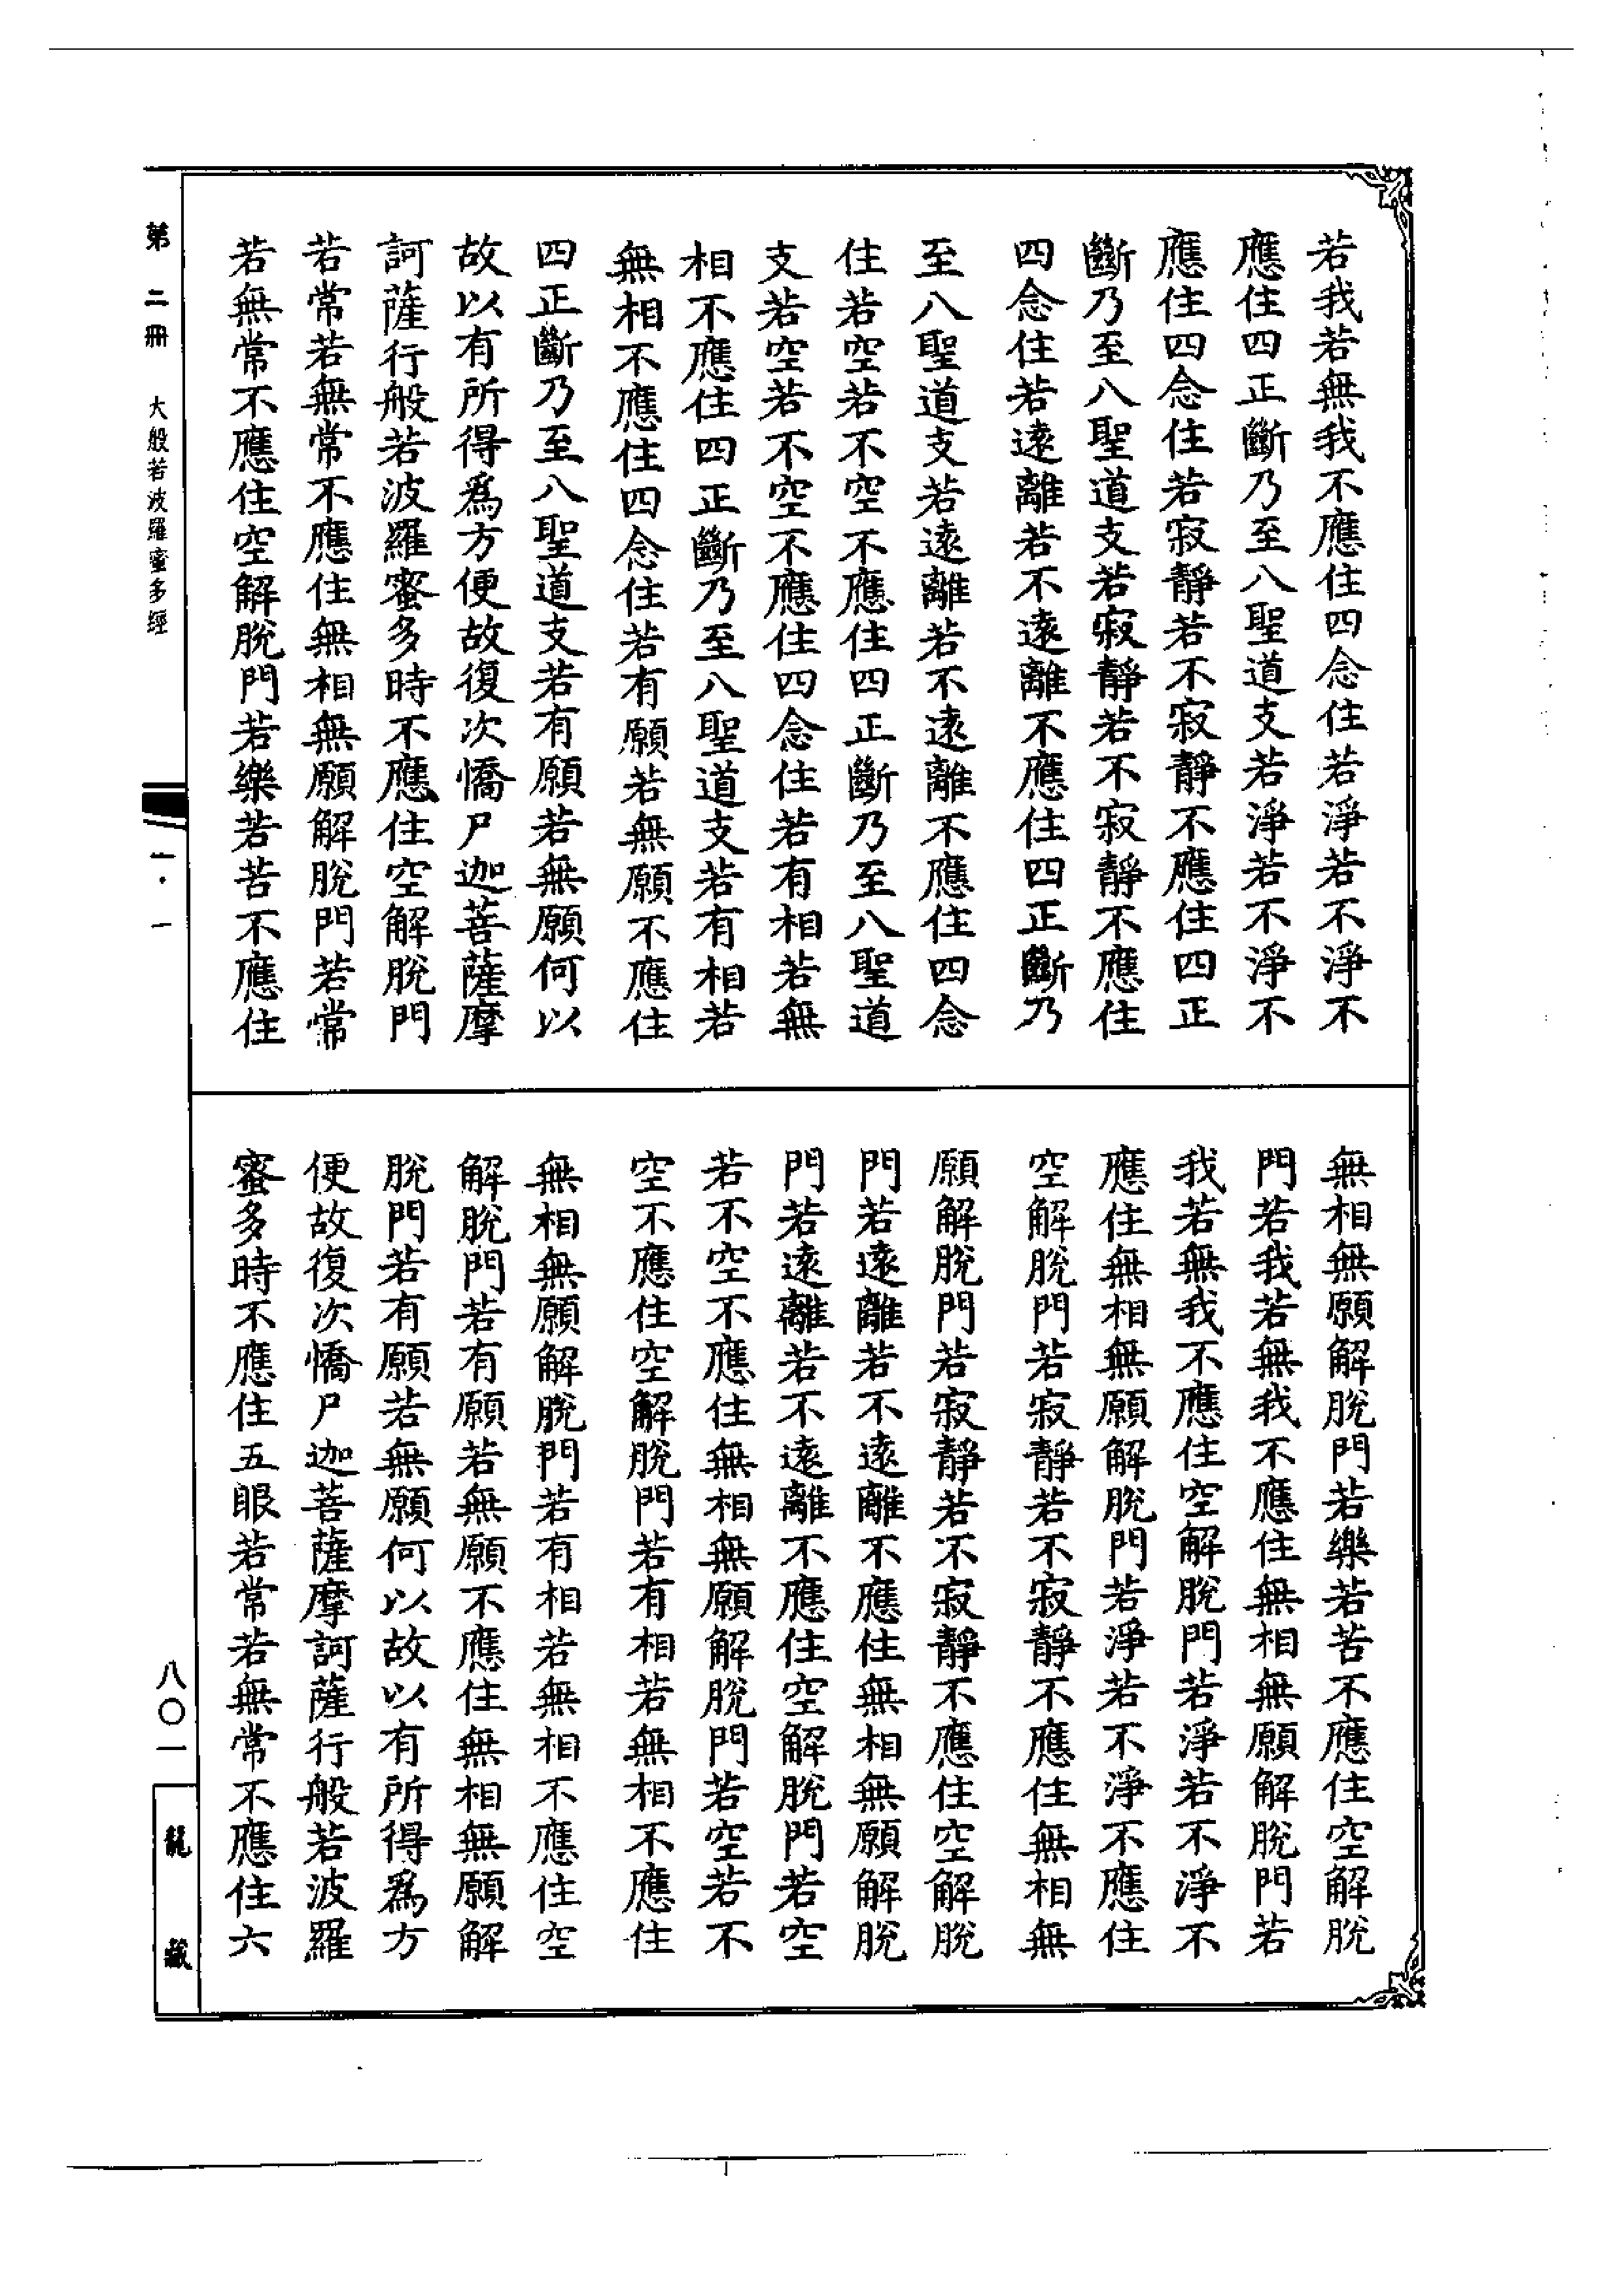 若我若無我不應住四念住若淨若不淨不
應住四正斷乃至八聖道支若淨若不淨不
應住四念住若寂靜若不寂靜不應住四正
斷乃至八聖道支若寂靜若不寂靜不應住
四念住若遠離若不遠離不應住四正斷乃
至八聖道支若遠離若不遠離不應住四念
住若空若不空不應住四正斷乃至八聖道
支若空若不空不應住四念住若有相若無
相不應住四正斷乃至八聖道支若有相若
無相不應住四念住若有願若無願不應住
四正斷乃至八聖道支若有願若無願何以
故以有所得爲方便故復次憍尸迦菩薩摩
訶薩行般若波羅蜜多時不應住空解脫門
若常若無常不應住無相無願解脫門若常
若無常不應住空解脫門若樂若苦不應住
無相無願解脫門若樂若苦不應住空解脫
門若我若無我不應住無相無願解脫門若
我若無我不應住空解脫門若淨若不淨不
應住無相無願解脫門若淨若不淨不應住
空解脫門若寂靜若不寂靜不應住無相無
願解脫門若寂靜若不寂靜不應住空解脫
門若遠離若不遠離不應住無相無願解脫
門若遠離若不遠離不應住空解脫門若空
若不空不應住無相無願解脫門若空若不
空不應住空解脫門若有相若無相不應住
無相無願解脫門若有相若無相不應住空
解脫門若有願若無願不應住無相無願解
脫門若有願若無願何以故以有所得爲方
便故復次憍尸迦菩薩摩訶薩行般若波羅
蜜多時不應住五眼若常若無常不應住六
第二冊 大般若波羅蜜多經 一·一
八〇一
龍藏